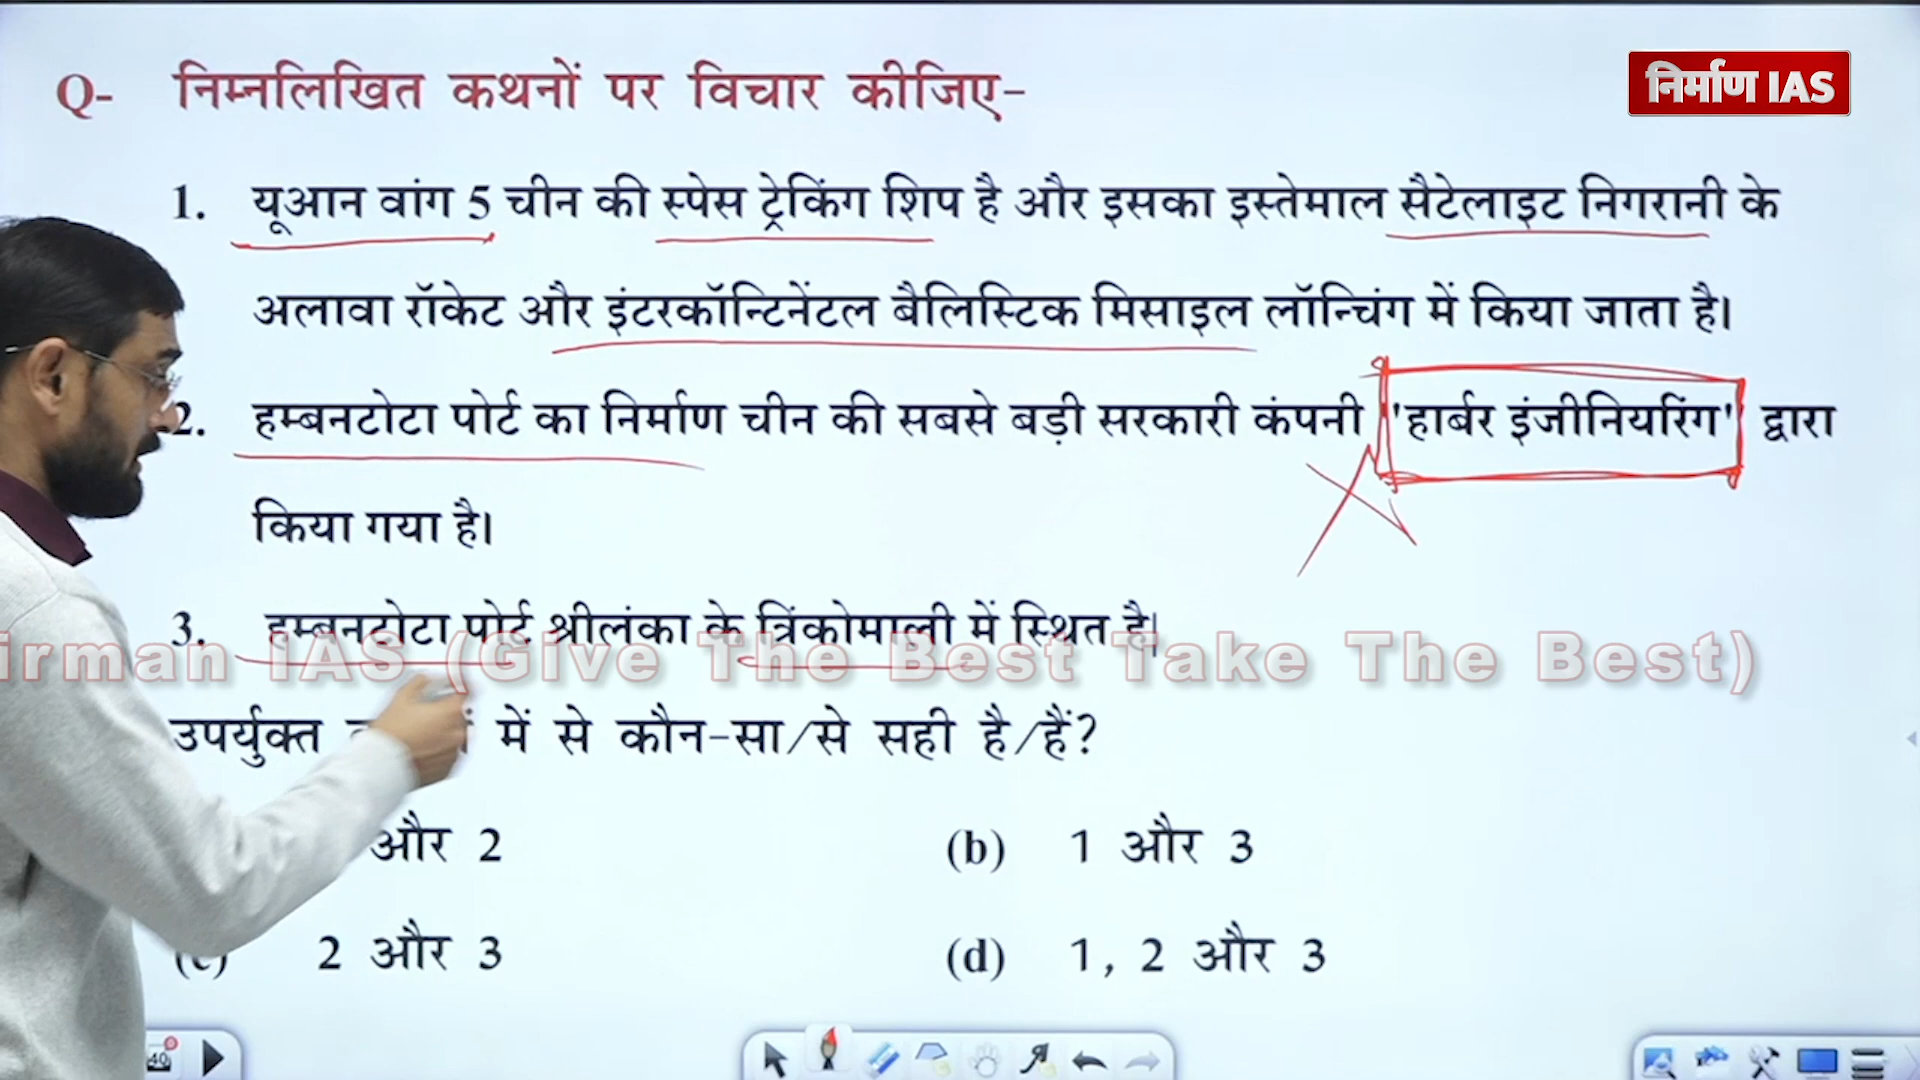 निर्माण IAS
Q- निम्नलिखित कथनों पर विचार कीजिए-
1. यूआन वांग 5 चीन की स्पेस ट्रेकिंग शिप है और इसका इस्तेमाल सैटेलाइट निगरानी के
अलावा रॉकेट और इंटरकॉन्टिनेंटल बैलिस्टिक मिसाइल लॉन्चिंग में किया जाता है।
2. हम्बनटोटा पोर्ट का निर्माण चीन की सबसे बड़ी सरकारी कंपनी 'हार्बर इंजीनियरिंग' द्वारा
किया गया है।
3. हम्बनटोटा पोर्ट श्रीलंका के त्रिंकोमाली में स्थित है।
irman IAS (Give The Best Take The Best)
उपर्युक्त में से कौन-सा/से सही है/हैं?
और 2
(b) 1 और 3
(c) 2 और 3
(d) 1, 2 और 3